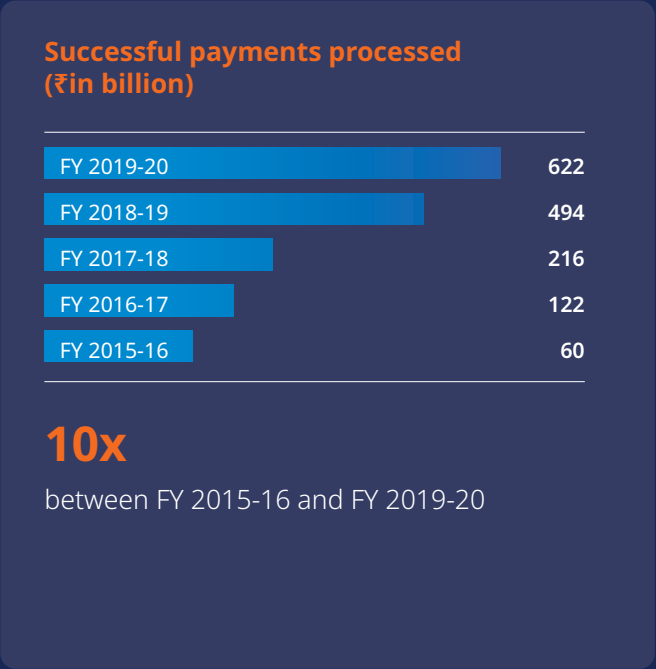 Successful payments processed
(₹in billion)
FY 2019-20 622
FY 2018-19 494
FY 2017-18 216
FY 2016-17 122
FY 2015-16 60
10x
between FY 2015-16 and FY 2019-20